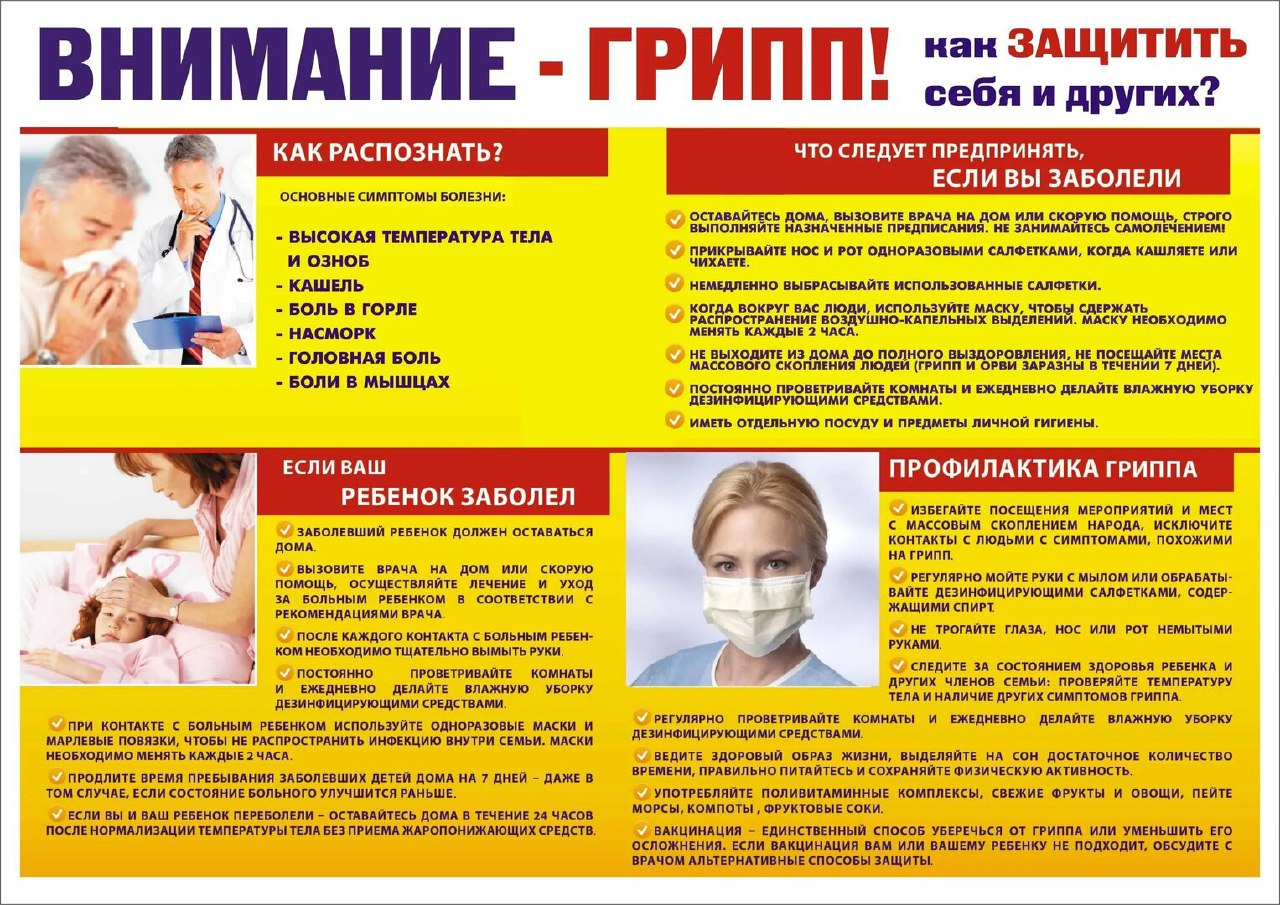 ВНИМАНИЕ - ГРИПП!
как ЗАЩИТИТЬ
себя и других?
КАК РАСПОЗНАТЬ?
ОСНОВНЫЕ СИМПТОМЫ БОЛЕЗНИ:
- ВЫСОКАЯ ТЕМПЕРАТУРА ТЕЛА
И ОЗНОБ
- КАШЕЛЬ
- БОЛЬ В ГОРЛЕ
- НАСМОРК
- ГОЛОВНАЯ БОЛЬ
- БОЛИ В МЫШЦАХ
ЧТО СЛЕДУЕТ ПРЕДПРИНЯТЬ,
ЕСЛИ ВЫ ЗАБОЛЕЛИ
ОСТАВАЙТЕСЬ ДОМА, ВЫЗОВИТЕ ВРАЧА НА ДОМ ИЛИ СКОРУЮ ПОМОЩЬ, СТРОГО
ВЫПОЛНЯЙТЕ НАЗНАЧЕННЫЕ ПРЕДПИСАНИЯ. НЕ ЗАНИМАЙТЕСЬ САМОЛЕЧЕНИЕМ!
ПРИКРЫВАЙТЕ НОС И РОТ ОДНОРАЗОВЫМИ САЛФЕТКАМИ, КОГДА КАШЛЯЕТЕ ИЛИ
ЧИХАЕТЕ.
НЕМЕДЛЕННО ВЫБРАСЫВАЙТЕ ИСПОЛЬЗОВАННЫЕ САЛФЕТКИ.
КОГДА ВОКРУГ ВАС ЛЮДИ, ИСПОЛЬЗУЙТЕ МАСКУ, ЧТОБЫ СДЕРЖАТЬ
РАСПРОСТРАНЕНИЕ ВОЗДУШНО-КАПЕЛЬНЫХ ВЫДЕЛЕНИЙ. МАСКУ НЕОБХОДИМО
МЕНЯТЬ КАЖДЫЕ 2 ЧАСА.
НЕ ВЫХОДИТЕ ИЗ ДОМА ДО ПОЛНОГО ВЫЗДОРОВЛЕНИЯ, НЕ ПОСЕЩАЙТЕ МЕСТА
МАССОВОГО СКОПЛЕНИЯ ЛЮДЕЙ (ГРИПП И ОРВИ ЗАРАЗНЫ В ТЕЧЕНИИ 7 ДНЕЙ).
ПОСТОЯННО ПРОВЕТРИВАЙТЕ КОМНАТЫ И ЕЖЕДНЕВНО ДЕЛАЙТЕ ВЛАЖНУЮ УБОРКУ
ДЕЗИНФИЦИРУЮЩИМИ СРЕДСТВАМИ.
ИМЕТЬ ОТДЕЛЬНУЮ ПОСУДУ И ПРЕДМЕТЫ ЛИЧНОЙ ГИГИЕНЫ.
ЕСЛИ ВАШ
РЕБЕНОК ЗАБОЛЕЛ
ЗАБОЛЕВШИЙ РЕБЕНОК ДОЛЖЕН ОСТАВАТЬСЯ
ДОМА.
ВЫЗОВИТЕ ВРАЧА НА ДОМ ИЛИ СКОРУЮ
ПОМОЩЬ, ОСУЩЕСТВЛЯЙТЕ ЛЕЧЕНИЕ И УХОД
ЗА БОЛЬНЫМ РЕБЕНКОМ В СООТВЕТСТВИИ С
РЕКОМЕНДАЦИЯМИ ВРАЧА.
ПОСЛЕ КАЖДОГО КОНТАКТА С БОЛЬНЫМ РЕБЕН-
КОМ НЕОБХОДИМО ТЩАТЕЛЬНО ВЫМЫТЬ РУКИ.
ПОСТОЯННО ПРОВЕТРИВАЙТЕ КОМНАТЫ
И ЕЖЕДНЕВНО ДЕЛАЙТЕ ВЛАЖНУЮ УБОРКУ
ДЕЗИНФИЦИРУЮЩИМИ СРЕДСТВАМИ.
ПРИ КОНТАКТЕ С БОЛЬНЫМ РЕБЕНКОМ ИСПОЛЬЗУЙТЕ ОДНОРАЗОВЫЕ МАСКИ И
МАРЛЕВЫЕ ПОВЯЗКИ, ЧТОБЫ НЕ РАСПРОСТРАНИТЬ ИНФЕКЦИЮ ВНУТРИ СЕМЬИ. МАСКИ
НЕОБХОДИМО МЕНЯТЬ КАЖДЫЕ 2 ЧАСА.
ПРОДЛИТЕ ВРЕМЯ ПРЕБЫВАНИЯ ЗАБОЛЕВШИХ ДЕТЕЙ ДОМА НА 7 ДНЕЙ – ДАЖЕ В
ТОМ СЛУЧАЕ, ЕСЛИ СОСТОЯНИЕ БОЛЬНОГО УЛУЧШИТСЯ РАНЬШЕ.
ЕСЛИ ВЫ И ВАШ РЕБЕНОК ПЕРЕБОЛЕЛИ – ОСТАВАЙТЕСЬ ДОМА В ТЕЧЕНИЕ 24 ЧАСОВ
ПОСЛЕ НОРМАЛИЗАЦИИ ТЕМПЕРАТУРЫ ТЕЛА БЕЗ ПРИЕМА ЖАРОПОНИЖАЮЩИХ СРЕДСТВ.
ПРОФИЛАКТИКА ГРИППА
ИЗБЕГАЙТЕ ПОСЕЩЕНИЯ МЕРОПРИЯТИЙ И МЕСТ
С МАССОВЫМ СКОПЛЕНИЕМ НАРОДА, ИСКЛЮЧИТЕ
КОНТАКТЫ С ЛЮДЬМИ С СИМПТОМАМИ, ПОХОЖИМИ
НА ГРИПП.
РЕГУЛЯРНО МОЙТЕ РУКИ С МЫЛОМ ИЛИ ОБРАБАТЫ-
ВАЙТЕ ДЕЗИНФИЦИРУЮЩИМИ САЛФЕТКАМИ, СОДЕР-
ЖАЩИМИ СПИРТ.
НЕ ТРОГАЙТЕ ГЛАЗА, НОС ИЛИ РОТ НЕМЫТЫМИ
РУКАМИ.
СЛЕДИТЕ ЗА СОСТОЯНИЕМ ЗДОРОВЬЯ РЕБЕНКА И
ДРУГИХ ЧЛЕНОВ СЕМЬИ: ПРОВЕРЯЙТЕ ТЕМПЕРАТУРУ
ТЕЛА И НАЛИЧИЕ ДРУГИХ СИМПТОМОВ ГРИППА.
РЕГУЛЯРНО ПРОВЕТРИВАЙТЕ КОМНАТЫ И ЕЖЕДНЕВНО ДЕЛАЙТЕ ВЛАЖНУЮ УБОРКУ
ДЕЗИНФИЦИРУЮЩИМИ СРЕДСТВАМИ.
ВЕДИТЕ ЗДОРОВЫЙ ОБРАЗ ЖИЗНИ, ВЫДЕЛЯЙТЕ НА СОН ДОСТАТОЧНОЕ КОЛИЧЕСТВО
ВРЕМЕНИ, ПРАВИЛЬНО ПИТАЙТЕСЬ И СОХРАНЯЙТЕ ФИЗИЧЕСКУЮ АКТИВНОСТЬ.
УПОТРЕБЛЯЙТЕ ПОЛИВИТАМИННЫЕ КОМПЛЕКСЫ, СВЕЖИЕ ФРУКТЫ И ОВОЩИ, ПЕЙТЕ
МОРСЫ, КОМПОТЫ , ФРУКТОВЫЕ СОКИ.
ВАКЦИНАЦИЯ – ЕДИНСТВЕННЫЙ СПОСОБ УБЕРЕЧЬСЯ ОТ ГРИППА ИЛИ УМЕНЬШИТЬ ЕГО
ОСЛОЖНЕНИЯ. ЕСЛИ ВАКЦИНАЦИЯ ВАМ ИЛИ ВАШЕМУ РЕБЕНКУ НЕ ПОДХОДИТ, ОБСУДИТЕ С
ВРАЧОМ АЛЬТЕРНАТИВНЫЕ СПОСОБЫ ЗАЩИТЫ.